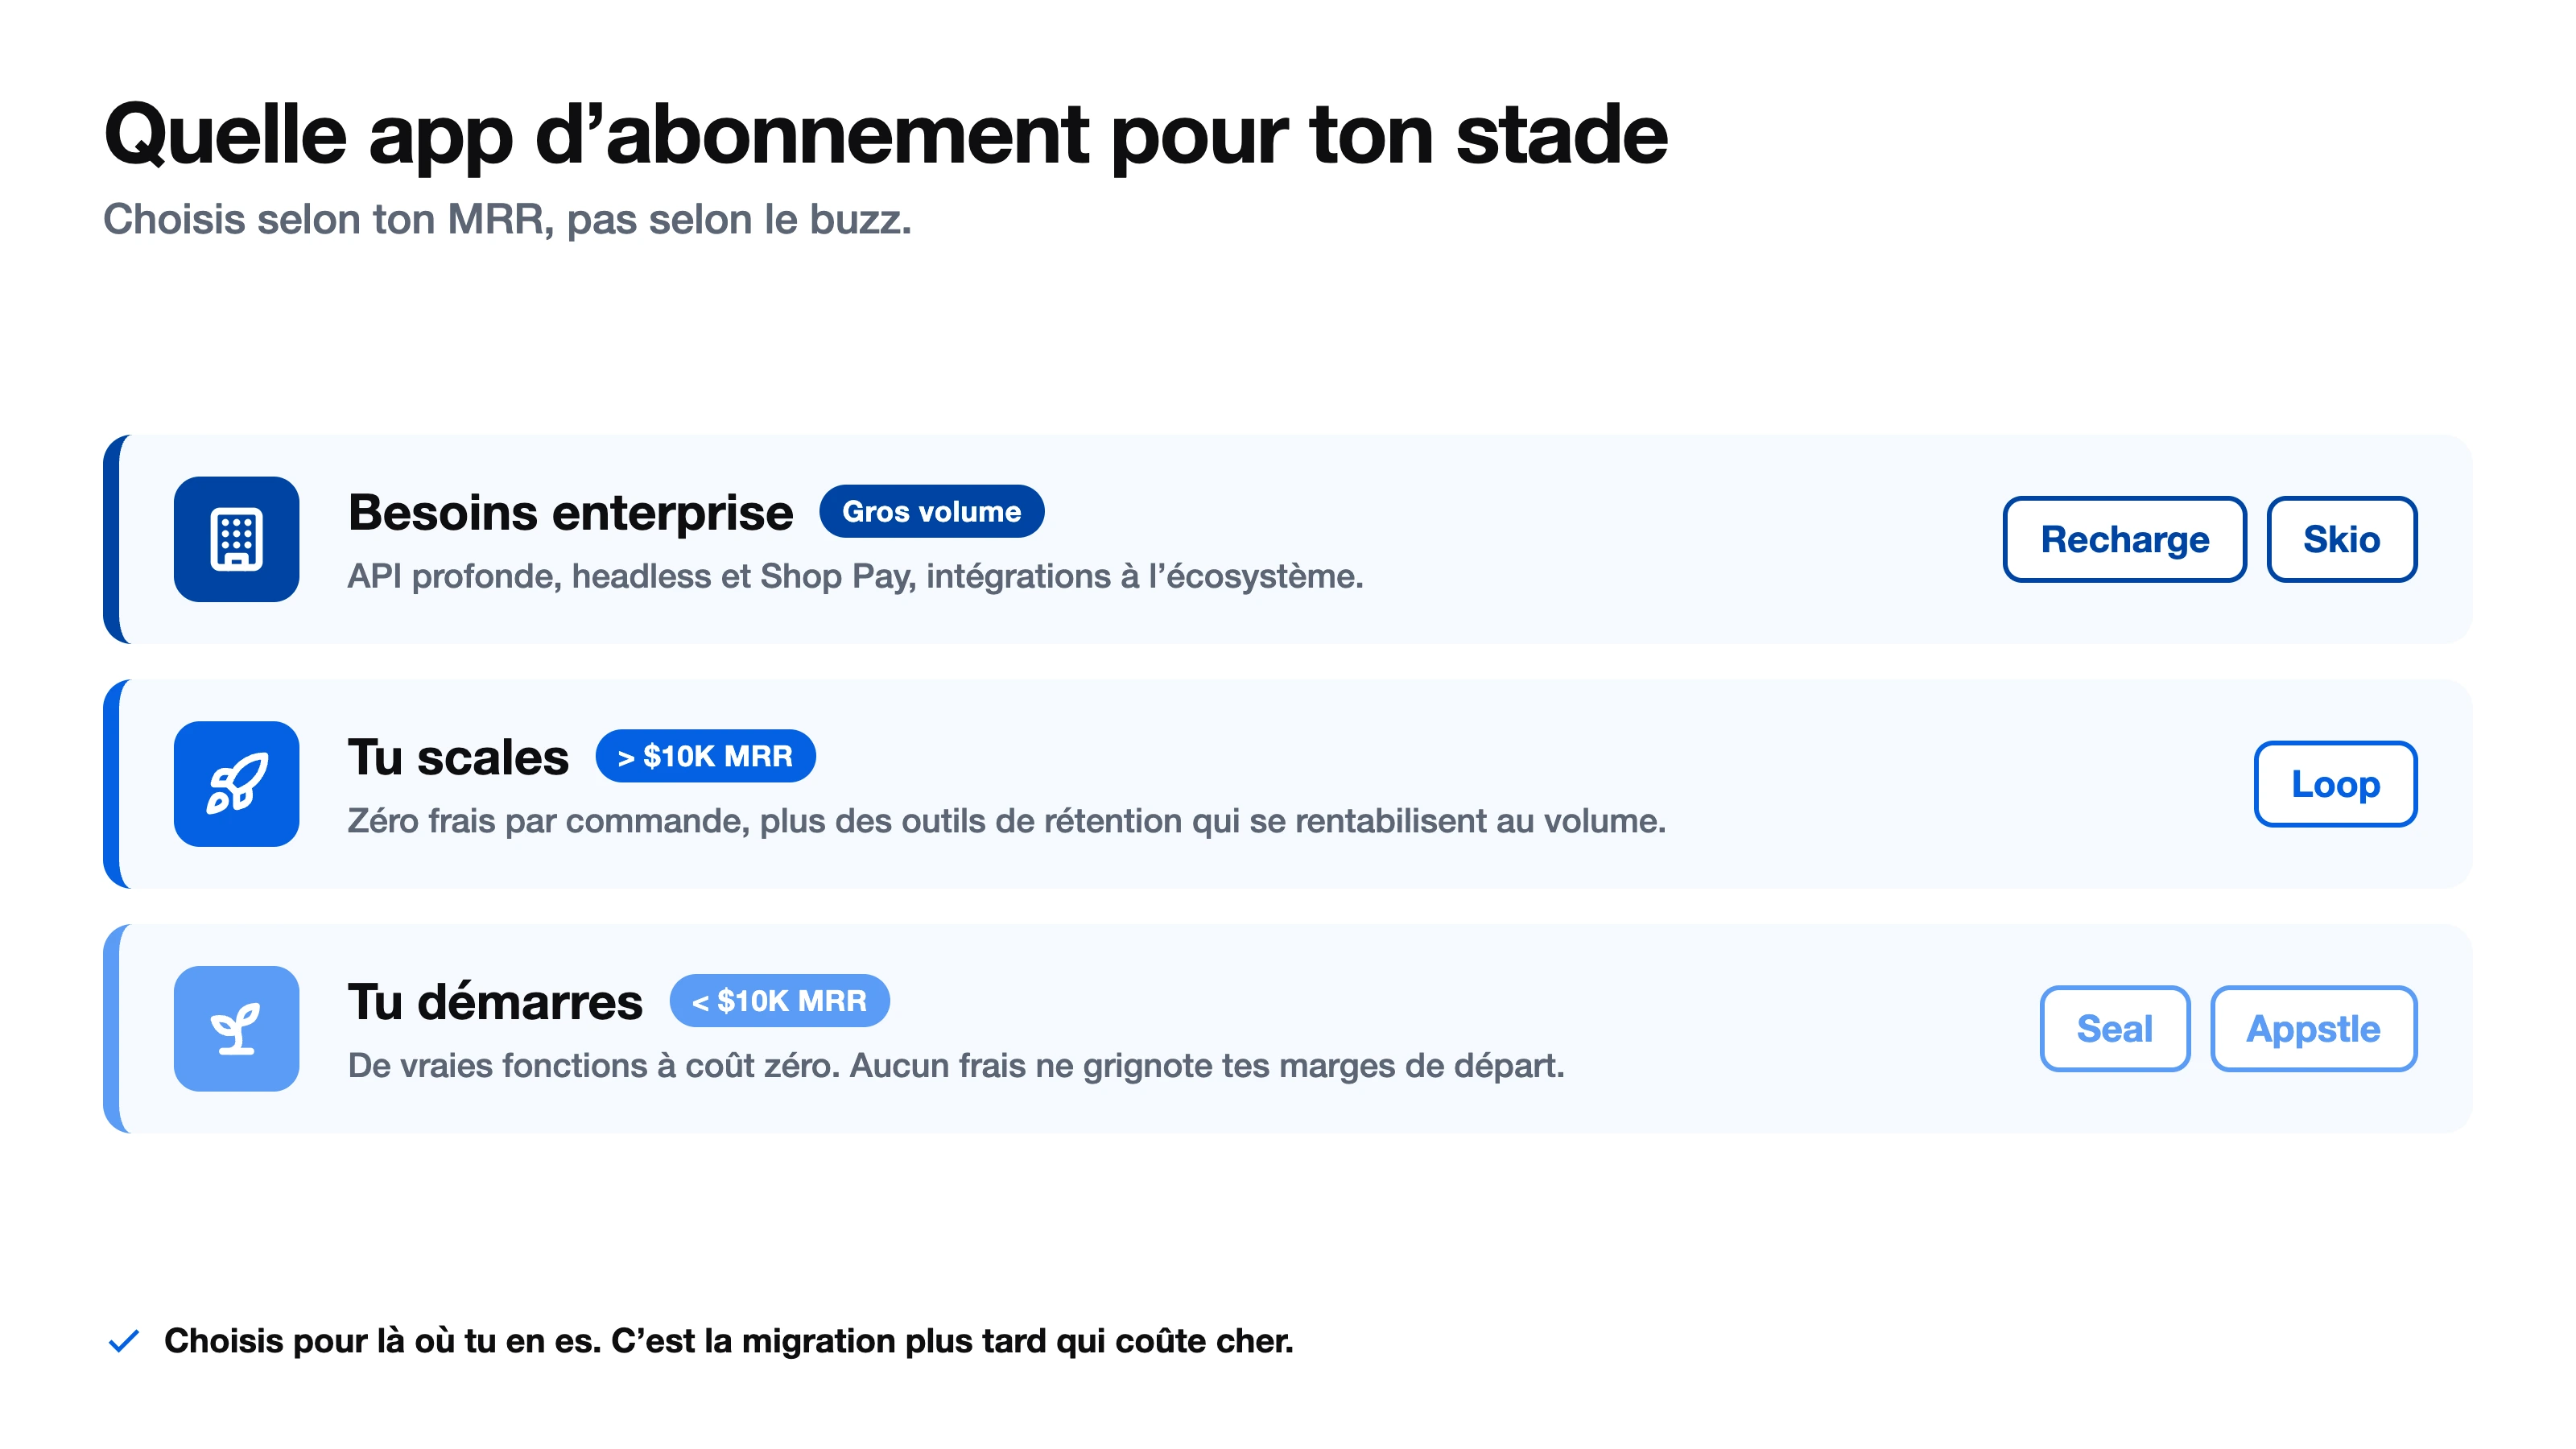 Quelle app d’abonnement pour ton stade
Choisis selon ton MRR, pas selon le buzz.
Besoins enterprise
Gros volume
API profonde, headless et Shop Pay, intégrations à l’écosystème.
Recharge
Skio
Tu scales
> $10K MRR
Zéro frais par commande, plus des outils de rétention qui se rentabilisent au volume.
Loop
Tu démarres
< $10K MRR
De vraies fonctions à coût zéro. Aucun frais ne grignote tes marges de départ.
Seal
Appstle
Choisis pour là où tu en es. C’est la migration plus tard qui coûte cher.